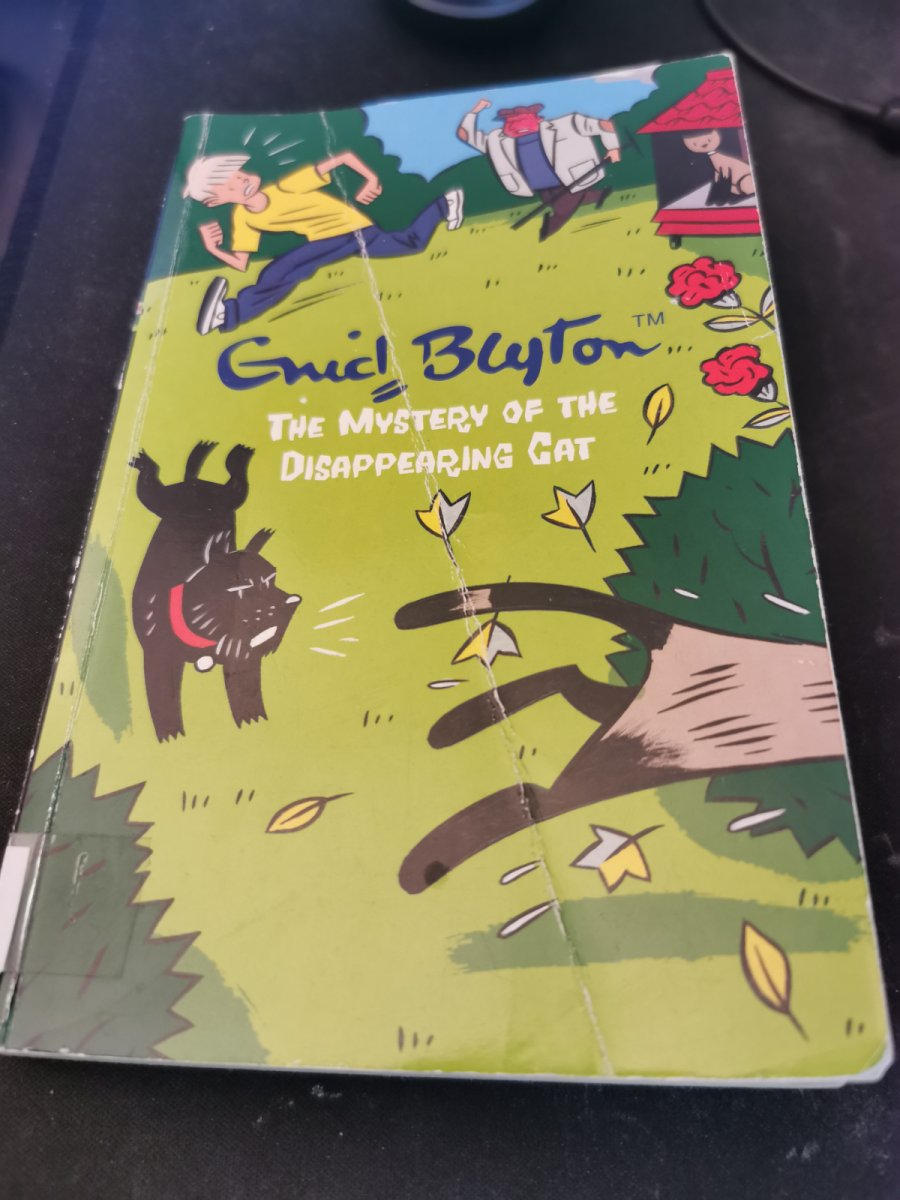 Enid Blyton™
THE MYSTERY OF THE
DISAPPEARING CAT